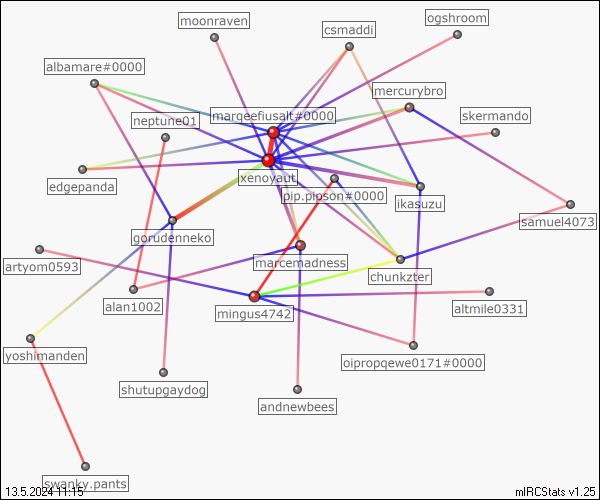 moonraven
csmaddi
ogshroom
albamare#0000
mercurybro
neptune01
marqeefiusalt#0000
skermando
edgepanda
xenoyaut
pip.pipson#0000
ikasuzu
samuel4073
gorudenneko
artyom0593
marcemadness
chunkzter
alan1002
mingus4742
altmile0331
yoshimanden
oipropqewe0171#0000
shutupgaydog
andnewbees
swanky.pants
13.5.2024 11:15
mIRCStats v1.25